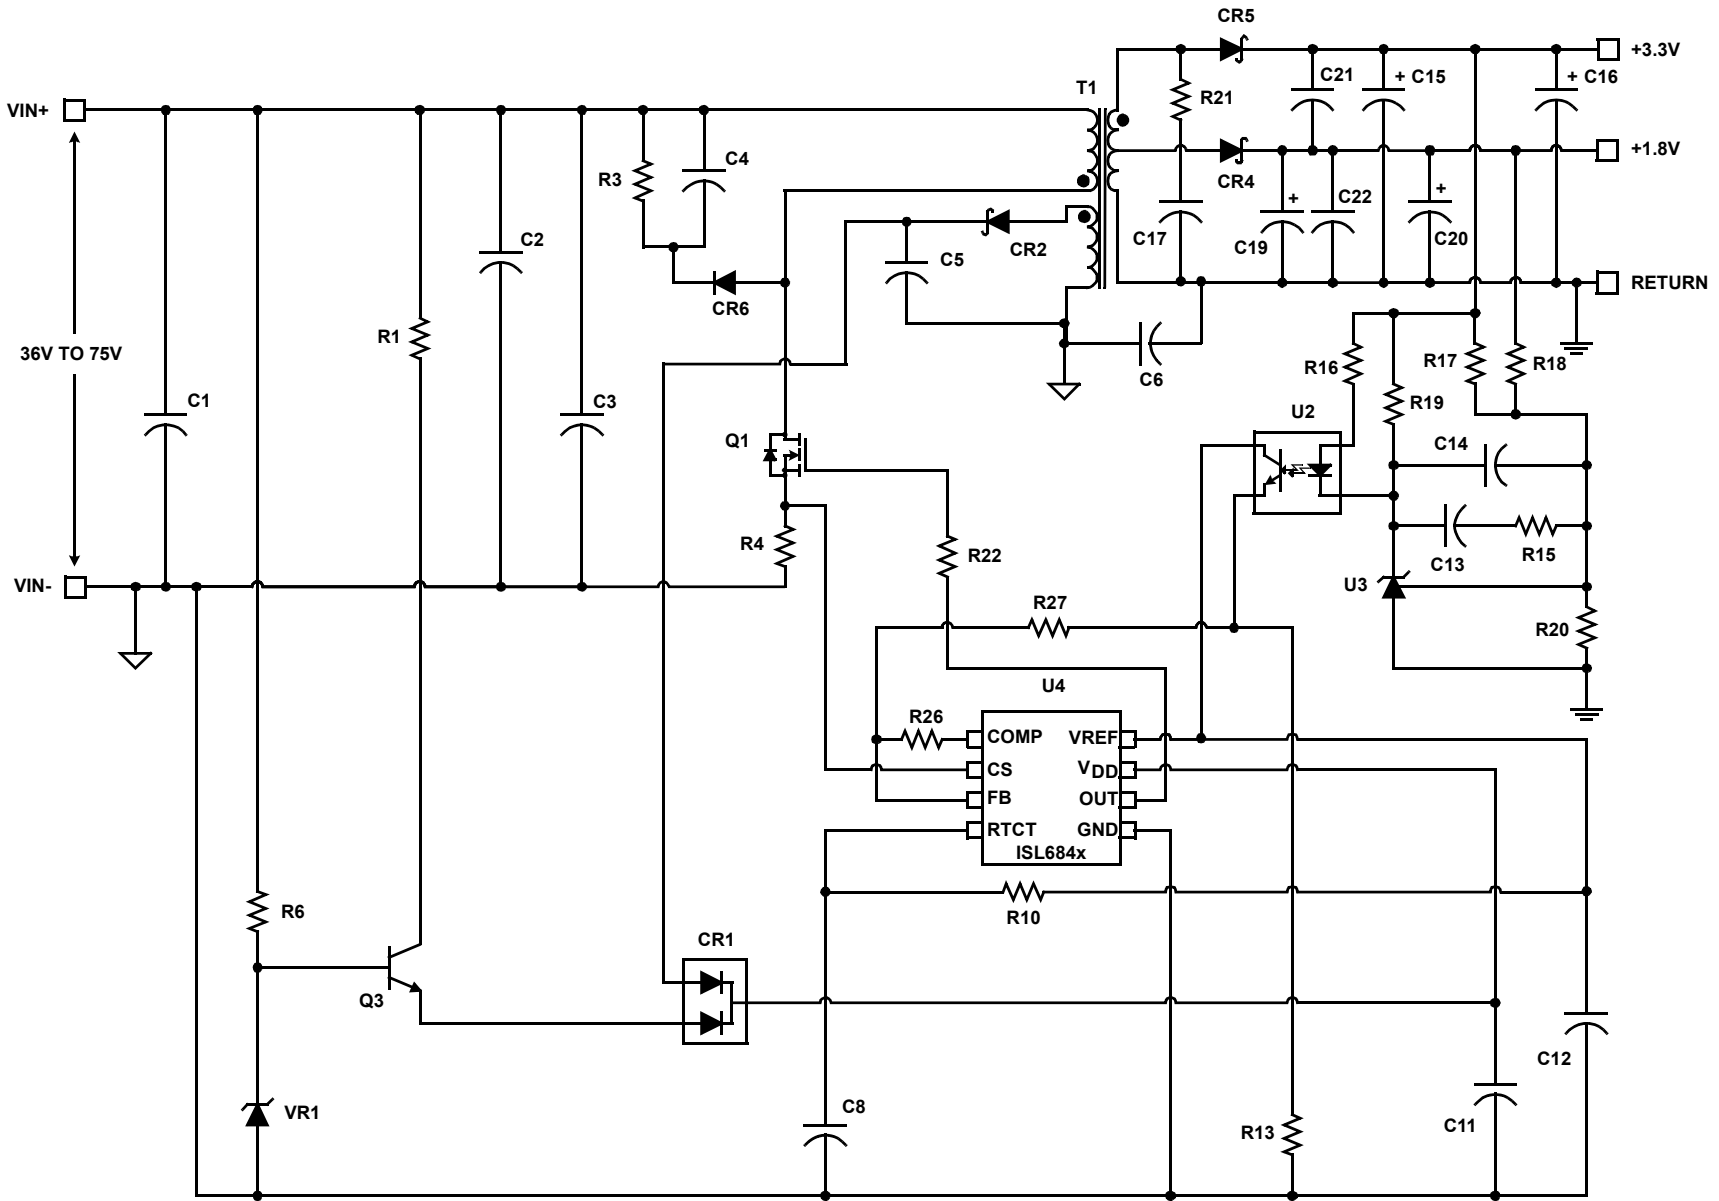 CR5
+3.3V
C21
+ C15
+ C16
T1
R21
VIN+
+1.8V
C4
R3
CR4
C22
+
+
C17
C19
C20
C2
CR2
C5
RETURN
CR6
R1
36V TO 75V
R16
R17
R18
C6
C1
C3
R19
U2
Q1
C14
R4
R22
R15
C13
VIN-
U3
R27
R20
U4
R26
COMP
VREF
CS
VDD
FB
OUT
RTCT
GND
ISL684x
R6
R10
CR1
Q3
C12
VR1
C8
C11
R13